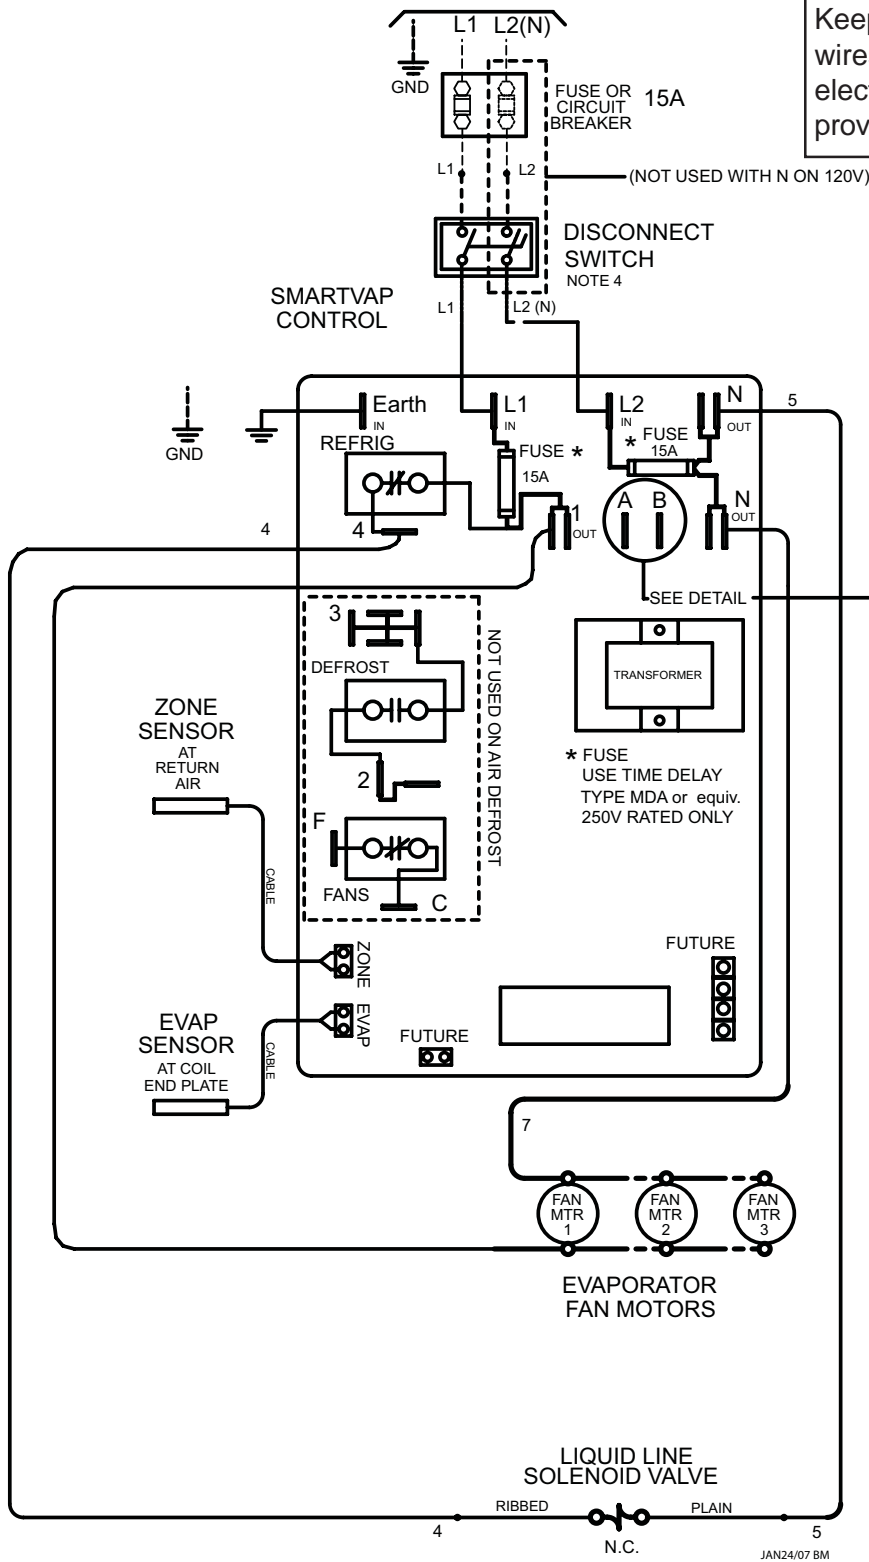 Keep
wires
elect
prov
L1 L2(N)
GND
FUSE OR
CIRCUIT
BREAKER
15A
L1 L2
(NOT USED WITH N ON 120V)
DISCONNECT
SWITCH
NOTE 4
SMARTVAP
CONTROL
L1 L2 (N)
GND
Earth
IN
L1
IN
L2
IN
N
OUT
5
REFRIG
FUSE *
15A
* FUSE
15A
A B
N
OUT
4
4
1
OUT
SEE DETAIL
3
DEFROST
NOT USED ON AIR DEFROST
TRANSFORMER
ZONE
SENSOR
AT
RETURN
AIR
2
* FUSE
USE TIME DELAY
TYPE MDA or equiv.
250V RATED ONLY
F
FANS
C
CABLE
ZONE
FUTURE
EVAP
SENSOR
AT COIL
END PLATE
CABLE
EVAP
FUTURE
7
FAN
MTR
1
FAN
MTR
2
FAN
MTR
3
EVAPORATOR
FAN MOTORS
LIQUID LINE
SOLENOID VALVE
RIBBED
PLAIN
4
N.C.
5
JAN24/07 BM